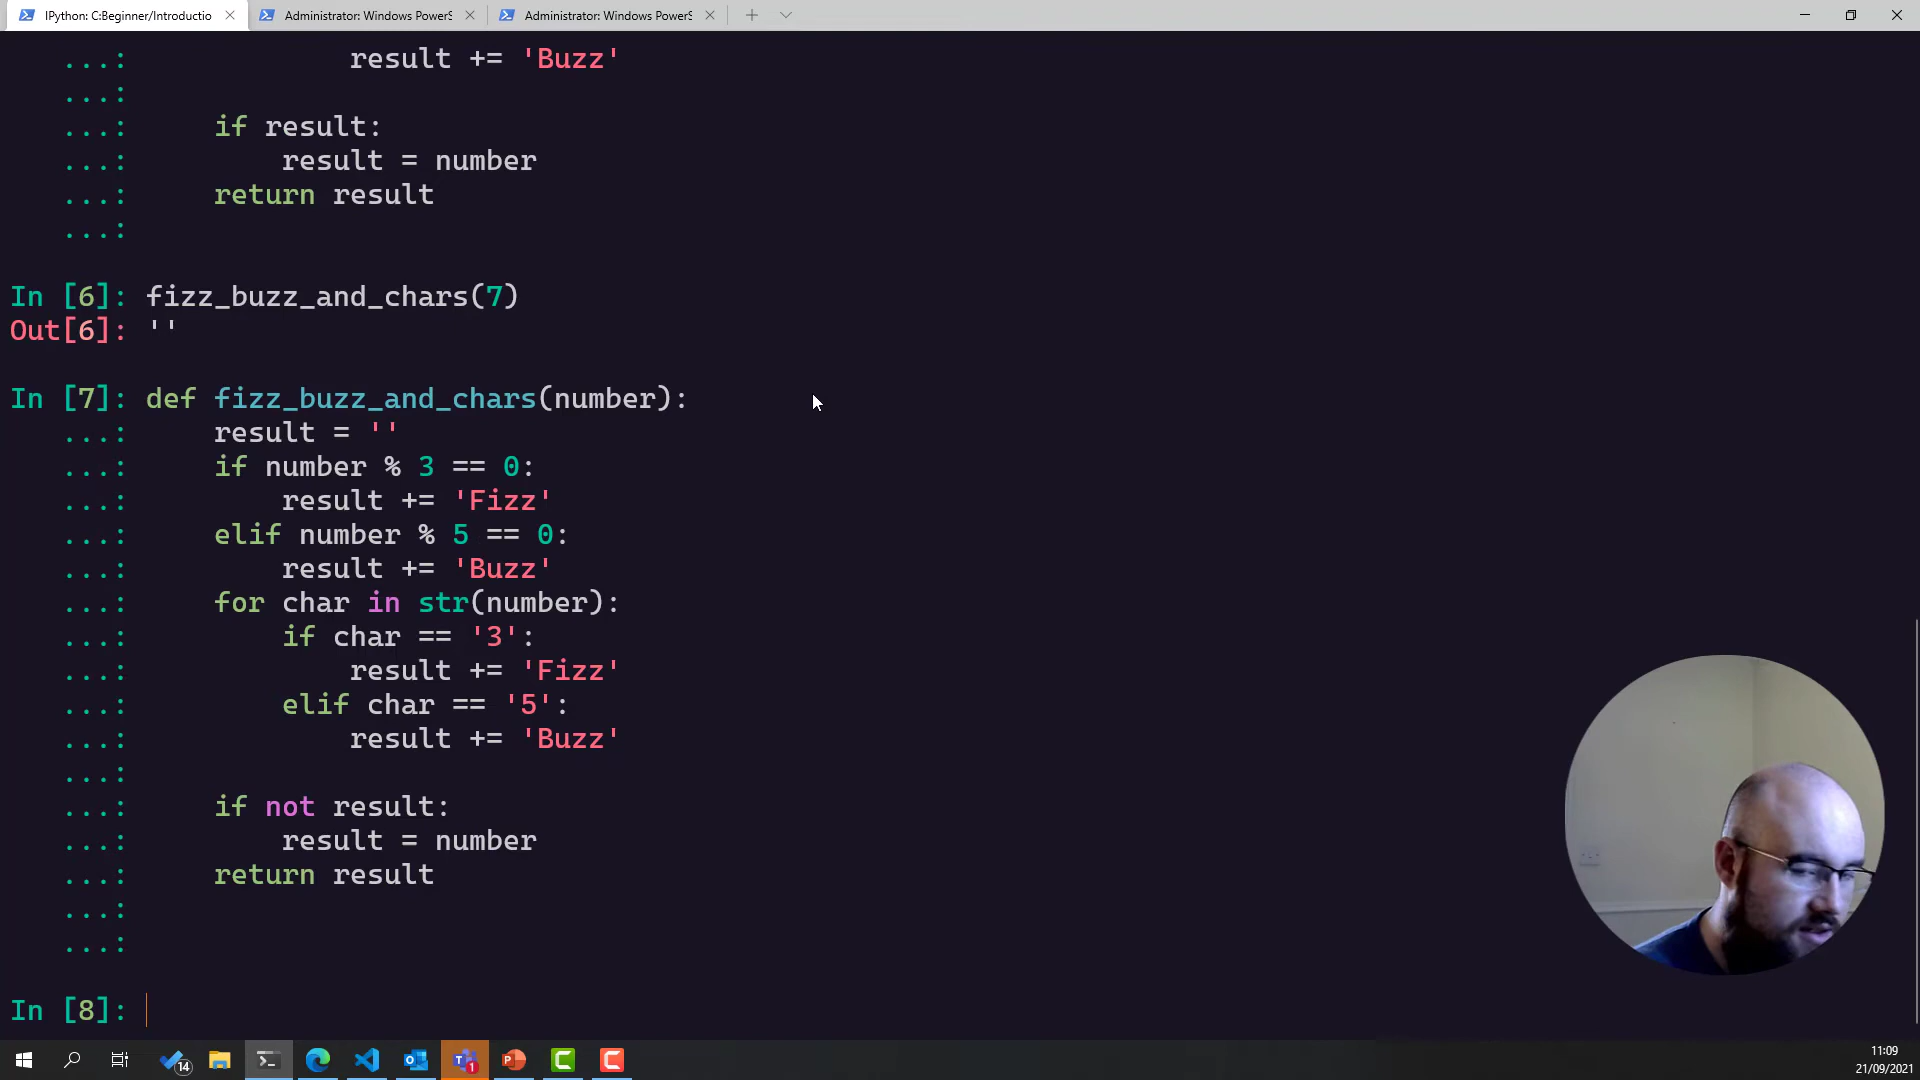 IPython: C:Beginner/Introductio
Administrator: Windows PowerS
Administrator: Windows PowerS
...:             result += 'Buzz'
...:
...:     if result:
...:         result = number
...:     return result
...:
In [6]: fizz_buzz_and_chars(7)
Out[6]: ''
In [7]: def fizz_buzz_and_chars(number):
...:     result = ''
...:     if number % 3 == 0:
...:         result += 'Fizz'
...:     elif number % 5 == 0:
...:         result += 'Buzz'
...:     for char in str(number):
...:         if char == '3':
...:             result += 'Fizz'
...:         elif char == '5':
...:             result += 'Buzz'
...:
...:     if not result:
...:         result = number
...:     return result
...:
...:
In [8]:
14
1
11:09
21/09/2021